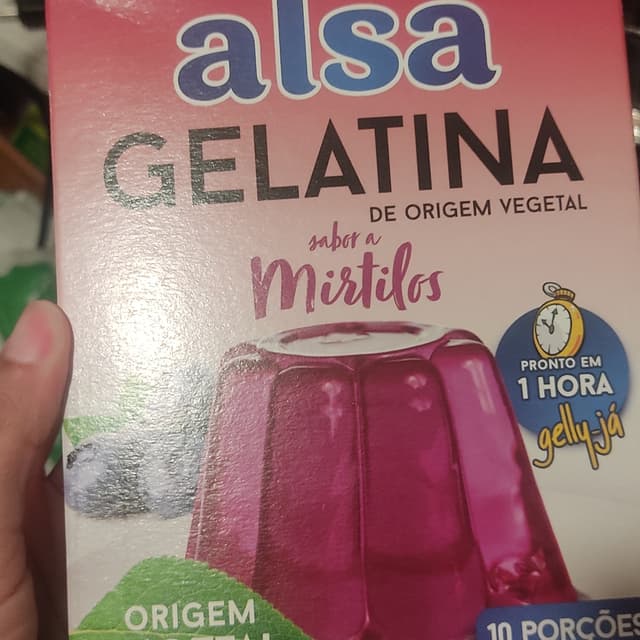 alsa
GELATINA
DE ORIGEM VEGETAL
sabor a
Mirtilos
PRONTO EM
1 HORA
gelly-já
ORIGEM
10 PORÇÕES